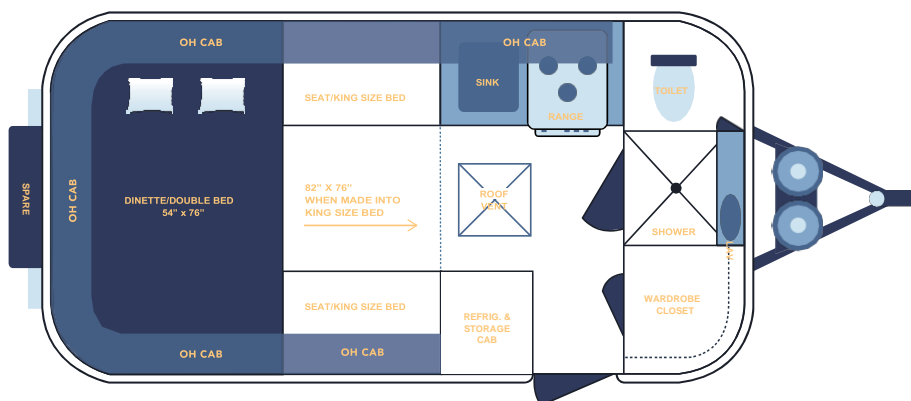 OH CAB
OH CAB
SINK
RANGE
TOILET
SEAT/KING SIZE BED
SPARE
OH CAB
DINETTE/DOUBLE BED
54" x 76"
82" X 76"
WHEN MADE INTO
KING SIZE BED
ROOF
VENT
SHOWER
LAV
SEAT/KING SIZE BED
REFRIG. &
STORAGE
CAB
WARDROBE
CLOSET
OH CAB
OH CAB